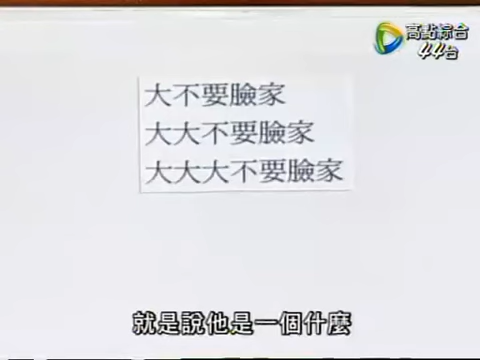 高點綜合
44台
大不要臉家
大大不要臉家
大大大不要臉家
就是說他是一個什麼